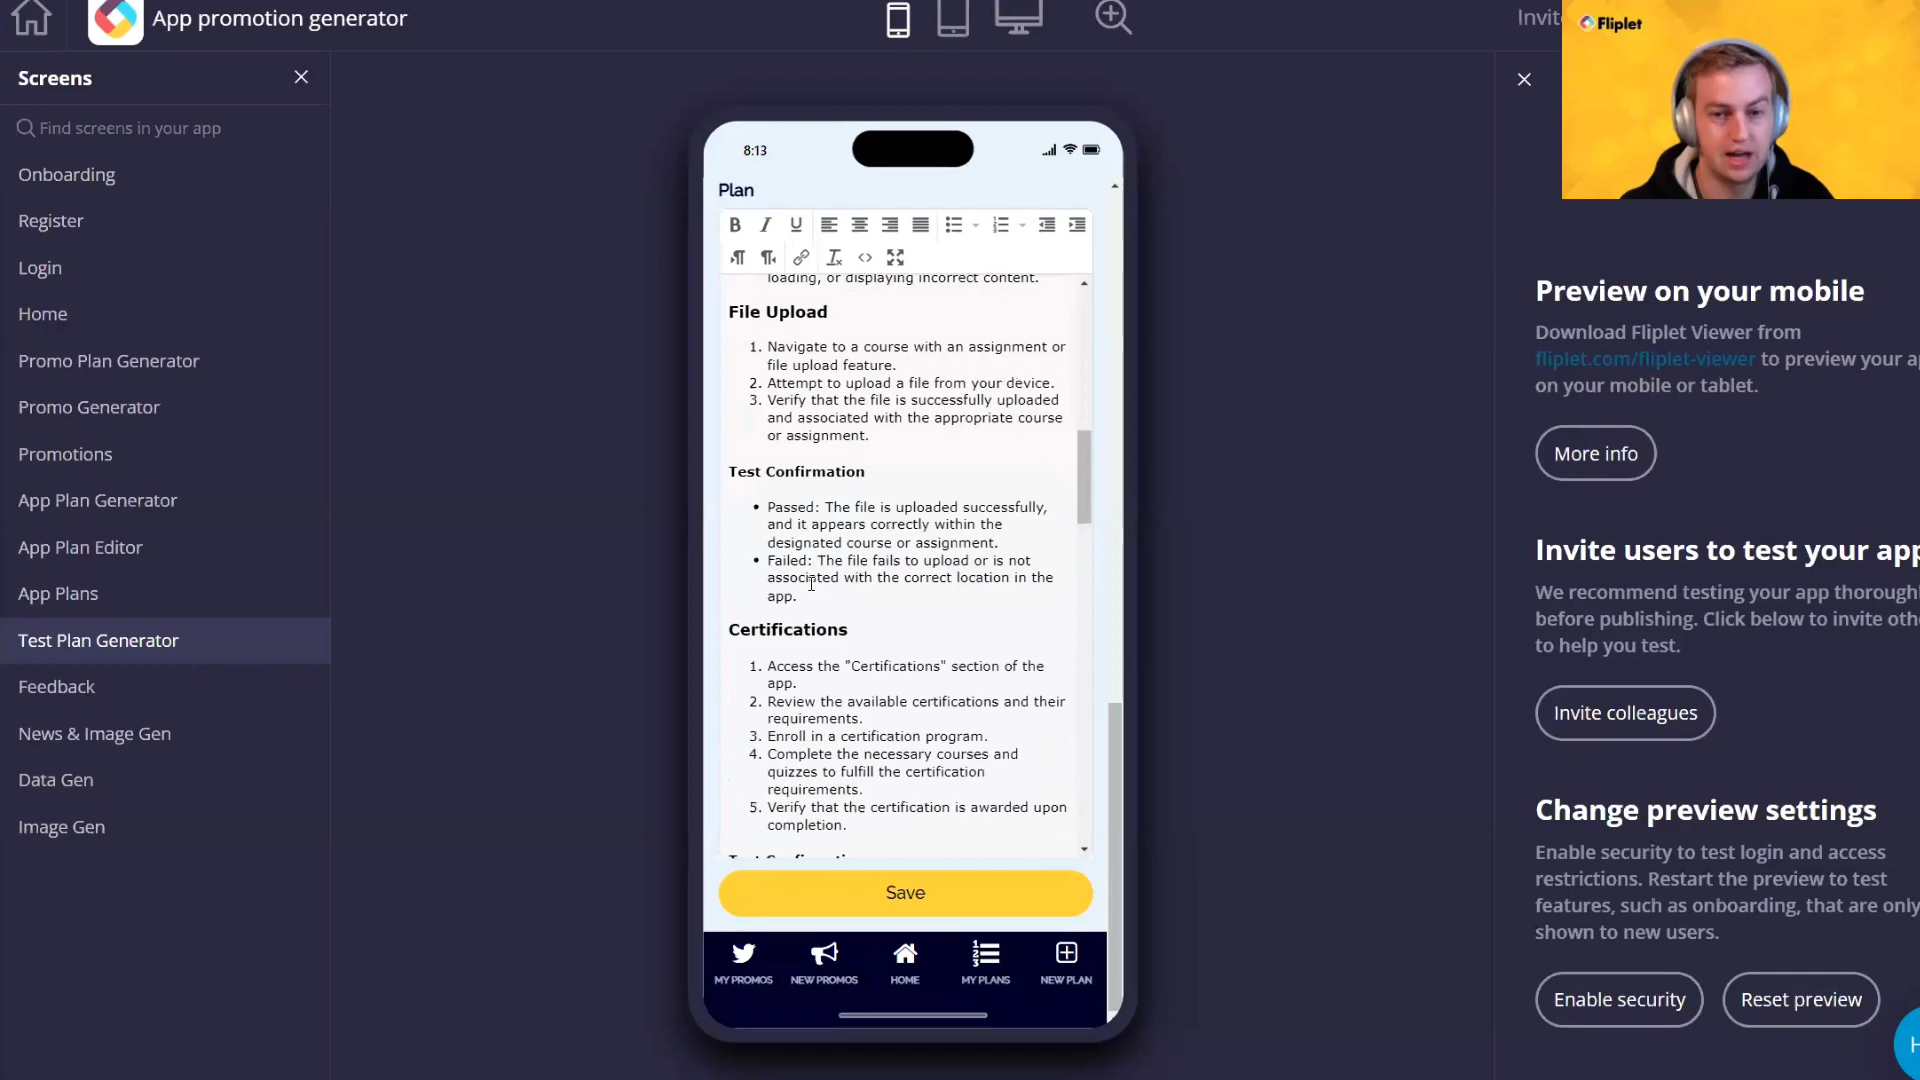 App promotion generator
Fliplet
Screens
Find screens in your app
Onboarding
Register
Login
Home
Promo Plan Generator
Promo Generator
Promotions
App Plan Generator
App Plan Editor
App Plans
Test Plan Generator
Feedback
News & Image Gen
Data Gen
Image Gen
8:13
Plan
loading, or displaying incorrect content.
File Upload
1. Navigate to a course with an assignment or
file upload feature.
2. Attempt to upload a file from your device.
3. Verify that the file is successfully uploaded
and associated with the appropriate course
or assignment.
Test Confirmation
• Passed: The file is uploaded successfully,
and it appears correctly within the
designated course or assignment.
• Failed: The file fails to upload or is not
associated with the correct location in the
app.
Certifications
1. Access the "Certifications" section of the
app.
2. Review the available certifications and their
requirements.
3. Enroll in a certification program.
4. Complete the necessary courses and
quizzes to fulfill the certification
requirements.
5. Verify that the certification is awarded upon
completion.
Save
MY PROMOS
NEW PROMOS
HOME
MY PLANS
NEW PLAN
Preview on your mobile
Download Fliplet Viewer from
fliplet.com/fliplet-viewer to preview your
on your mobile or tablet.
More info
Invite users to test your app
We recommend testing your app
before publishing. Click below to invite
to help you test.
Invite colleagues
Change preview settings
Enable security to test login and access
restrictions. Restart the preview to test
features, such as onboarding, that are only
shown to new users.
Enable security
Reset preview